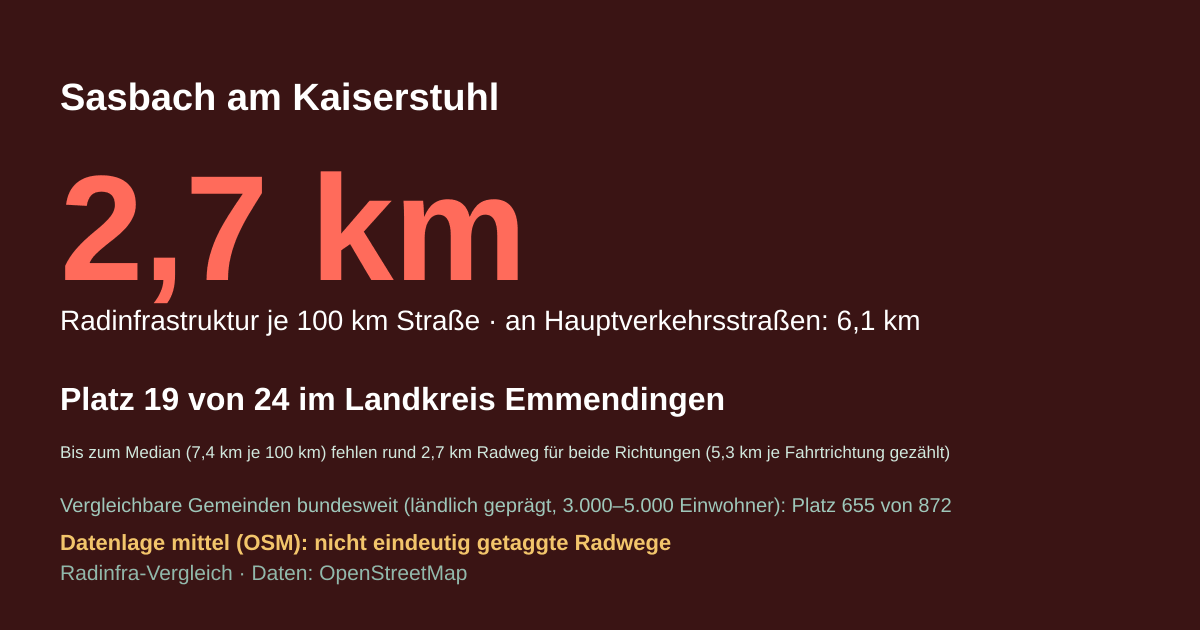 Sasbach am Kaiserstuhl
2,7 km
Radinfrastruktur je 100 km Straße · an Hauptverkehrsstraßen: 6,1 km
Platz 19 von 24 im Landkreis Emmendingen
Bis zum Median (7,4 km je 100 km) fehlen rund 2,7 km Radweg für beide Richtungen (5,3 km je Fahrtrichtung gezählt)
Vergleichbare Gemeinden bundesweit (ländlich geprägt, 3.000–5.000 Einwohner): Platz 655 von 872
Datenlage mittel (OSM): nicht eindeutig getaggte Radwege
Radinfra-Vergleich · Daten: OpenStreetMap